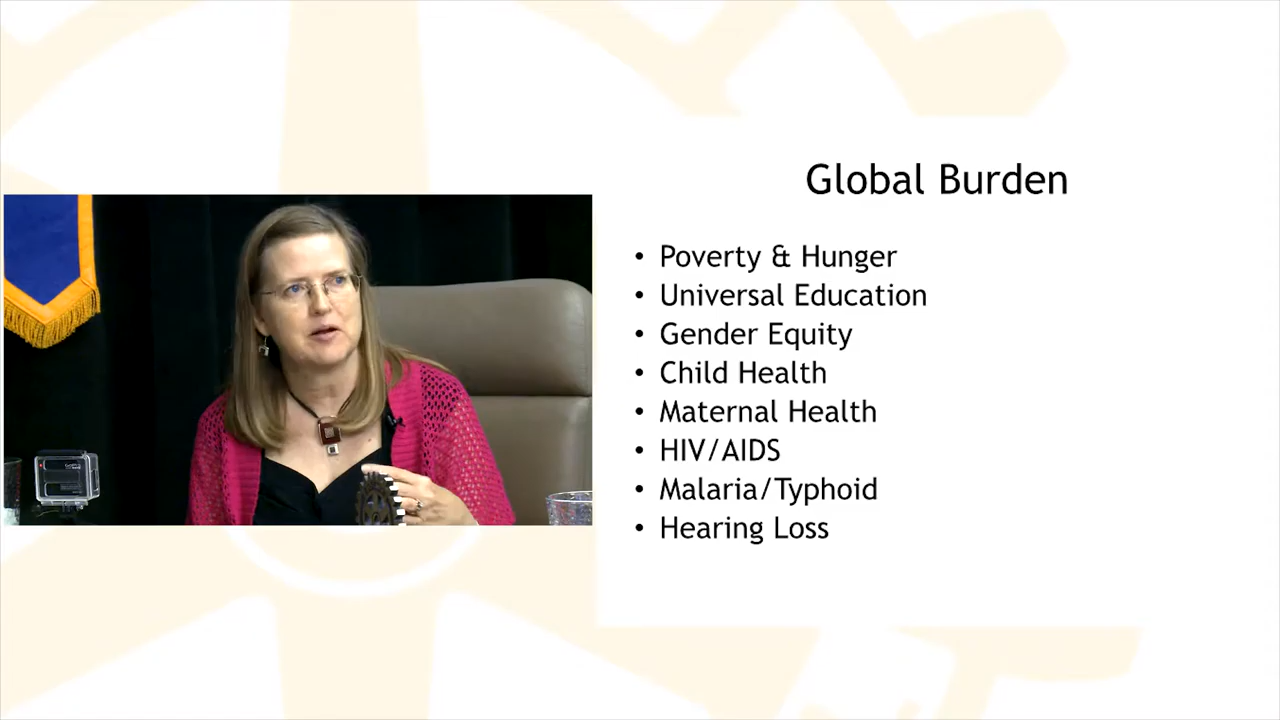 Global Burden
• Poverty & Hunger
• Universal Education
• Gender Equity
• Child Health
• Maternal Health
• HIV/AIDS
• Malaria/Typhoid
• Hearing Loss